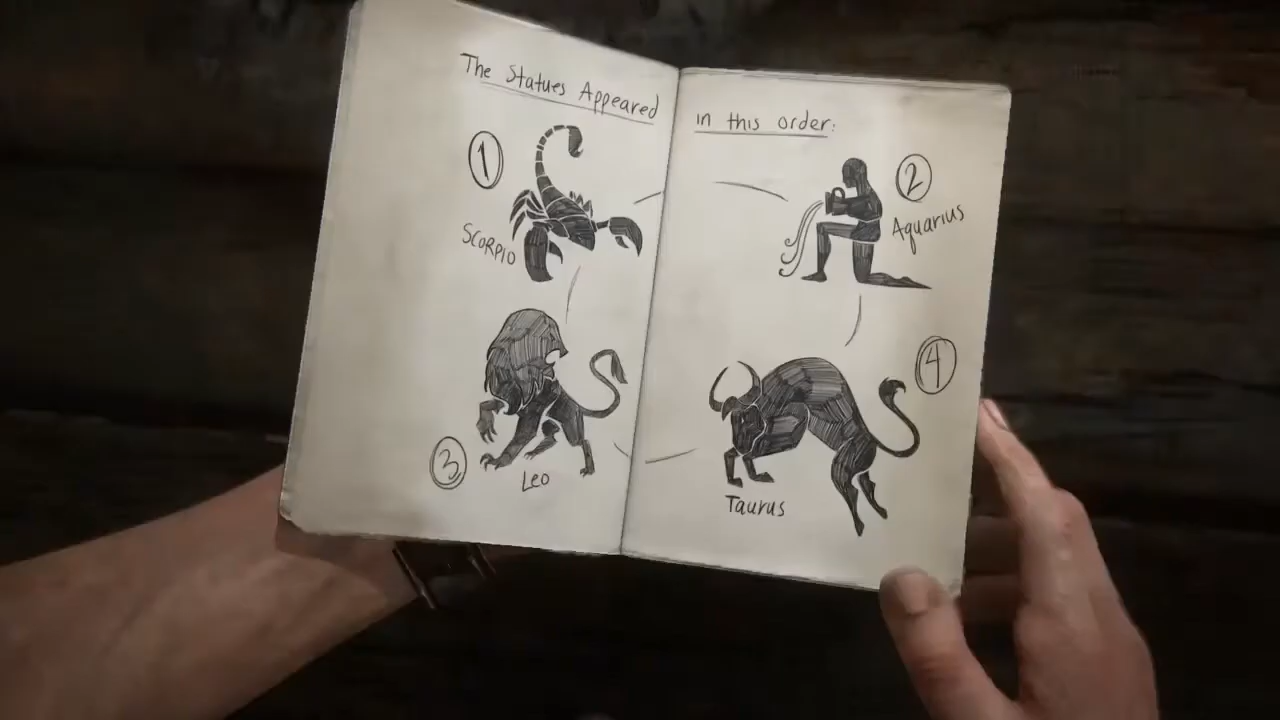 The Statues Appeared
in this order:
1
SCORPIO
2
Aquarius
3
Leo
4
Taurus